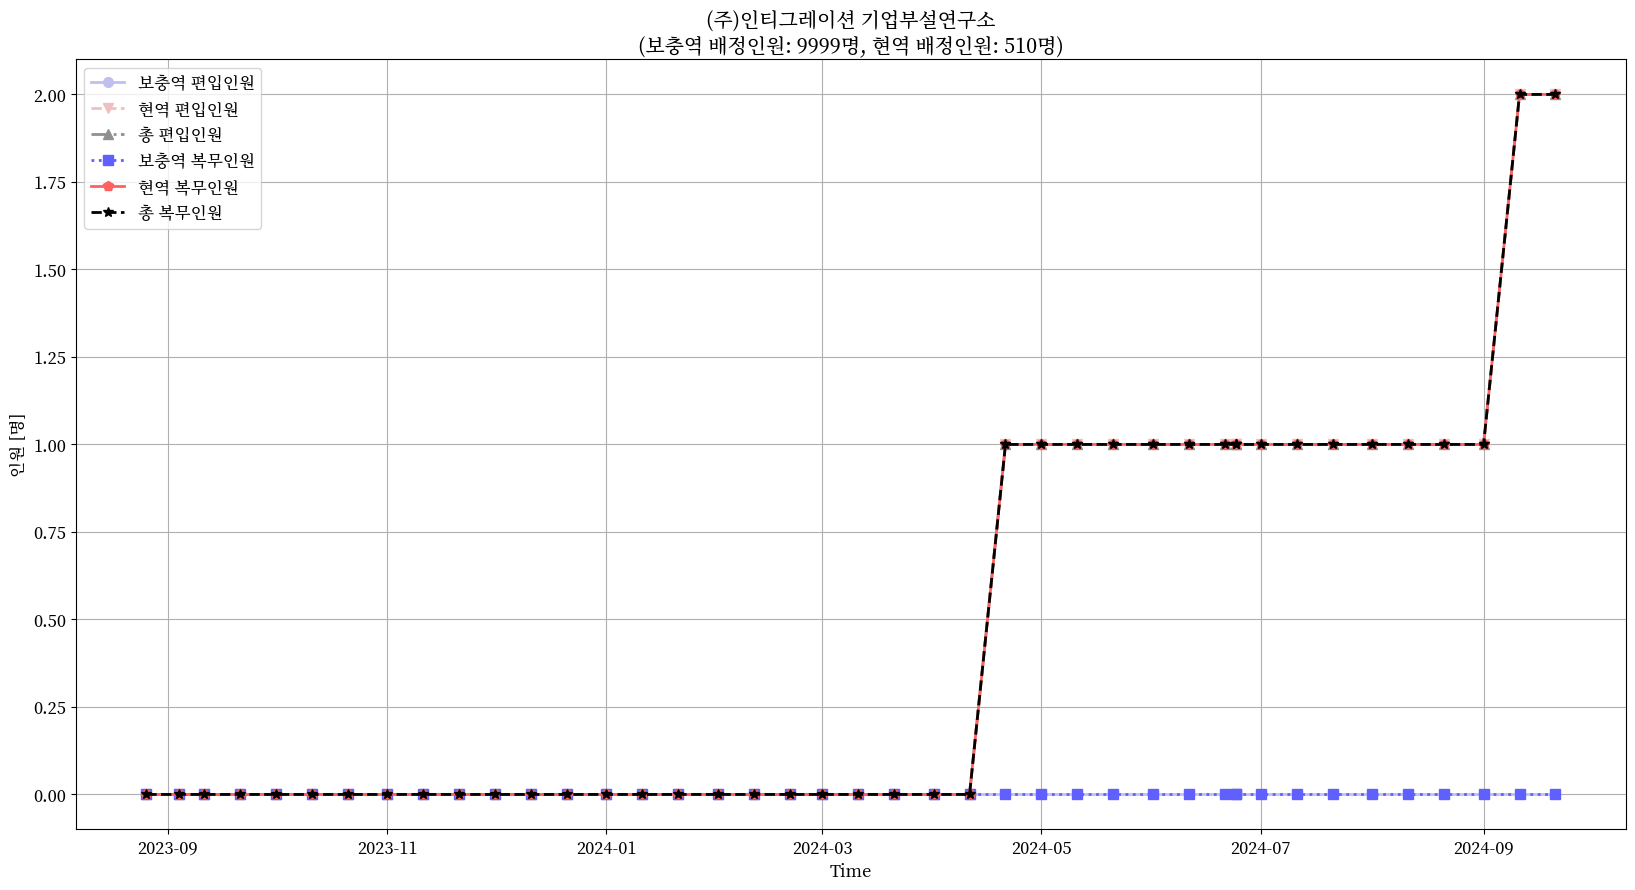 (주)인티그레이션 기업부설연구소
(보충역 배정인원: 9999명, 현역 배정인원: 510명)
보충역 편입인원
현역 편입인원
총 편입인원
보충역 복무인원
현역 복무인원
총 복무인원
2.00
1.75
1.50
1.25
1.00
0.75
0.50
0.25
0.00
인원 [명]
2023-09
2023-11
2024-01
2024-03
2024-05
2024-07
2024-09
Time